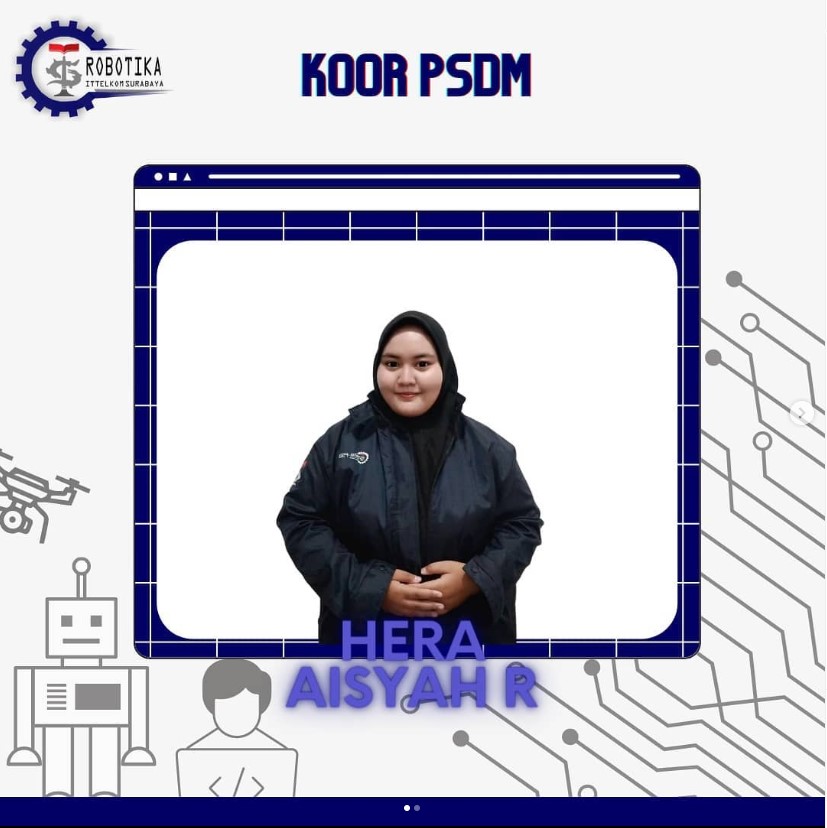 ROBOTIKA
ITTELKOM SURABAYA
KOOR PSDM
HERA
AISYAH R
</>